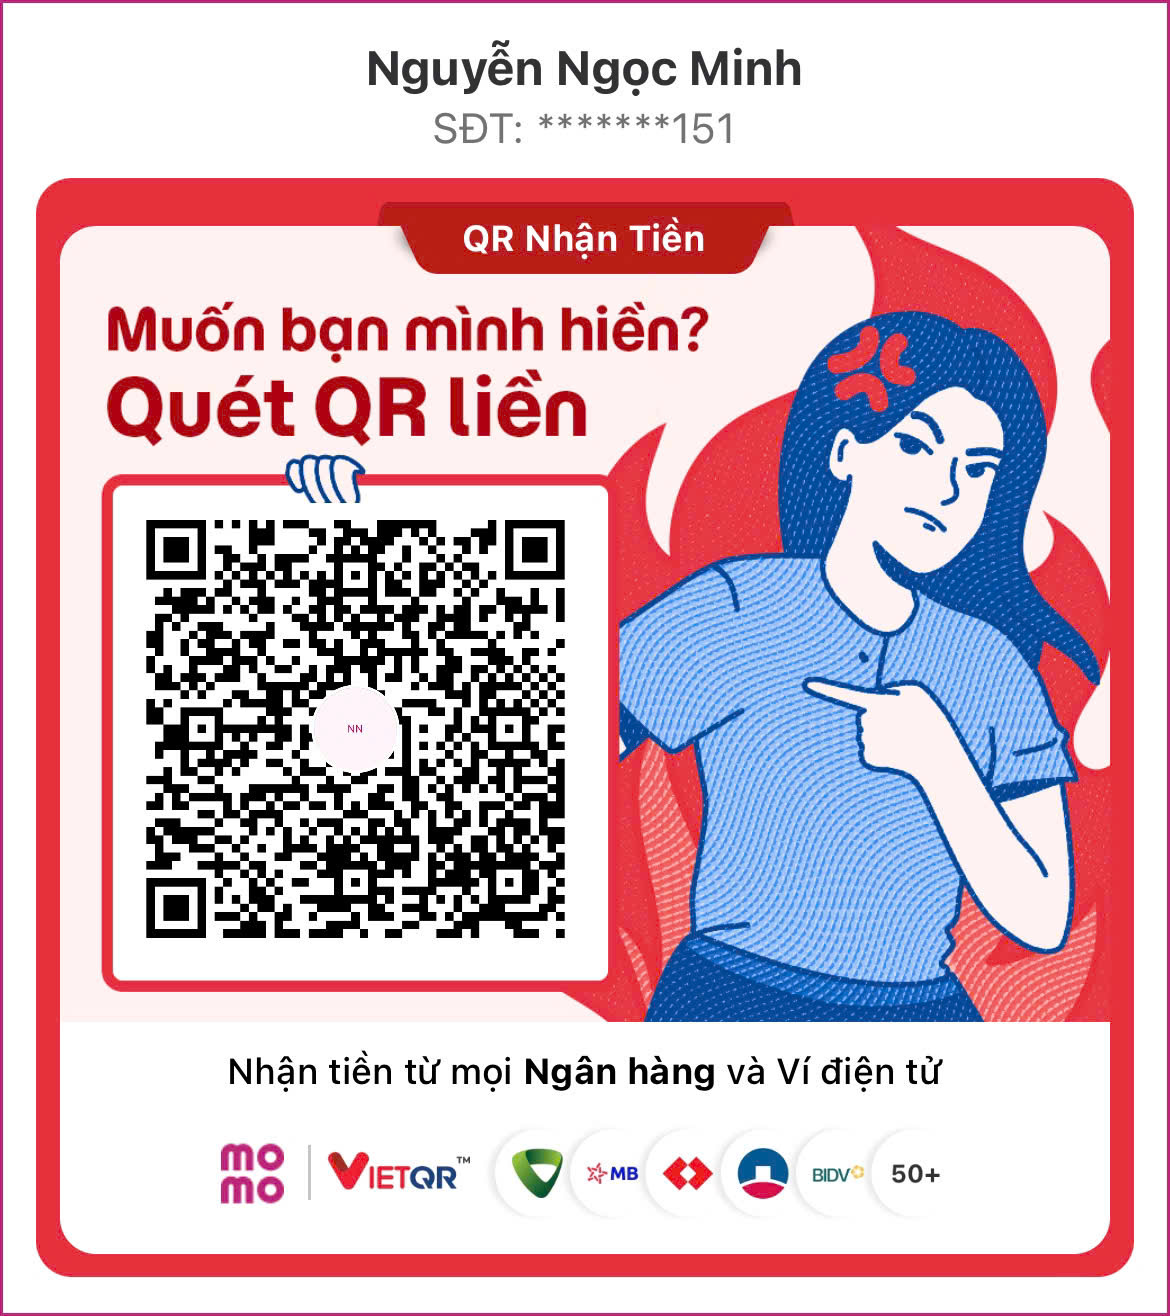 Nguyễn Ngọc Minh
SĐT: *******151
QR Nhận Tiền
Muốn bạn mình hiền?
Quét QR liền
NN
Nhận tiền từ mọi Ngân hàng và Ví điện tử
mo
mo
VIETQR™
MB
BIDV
50+